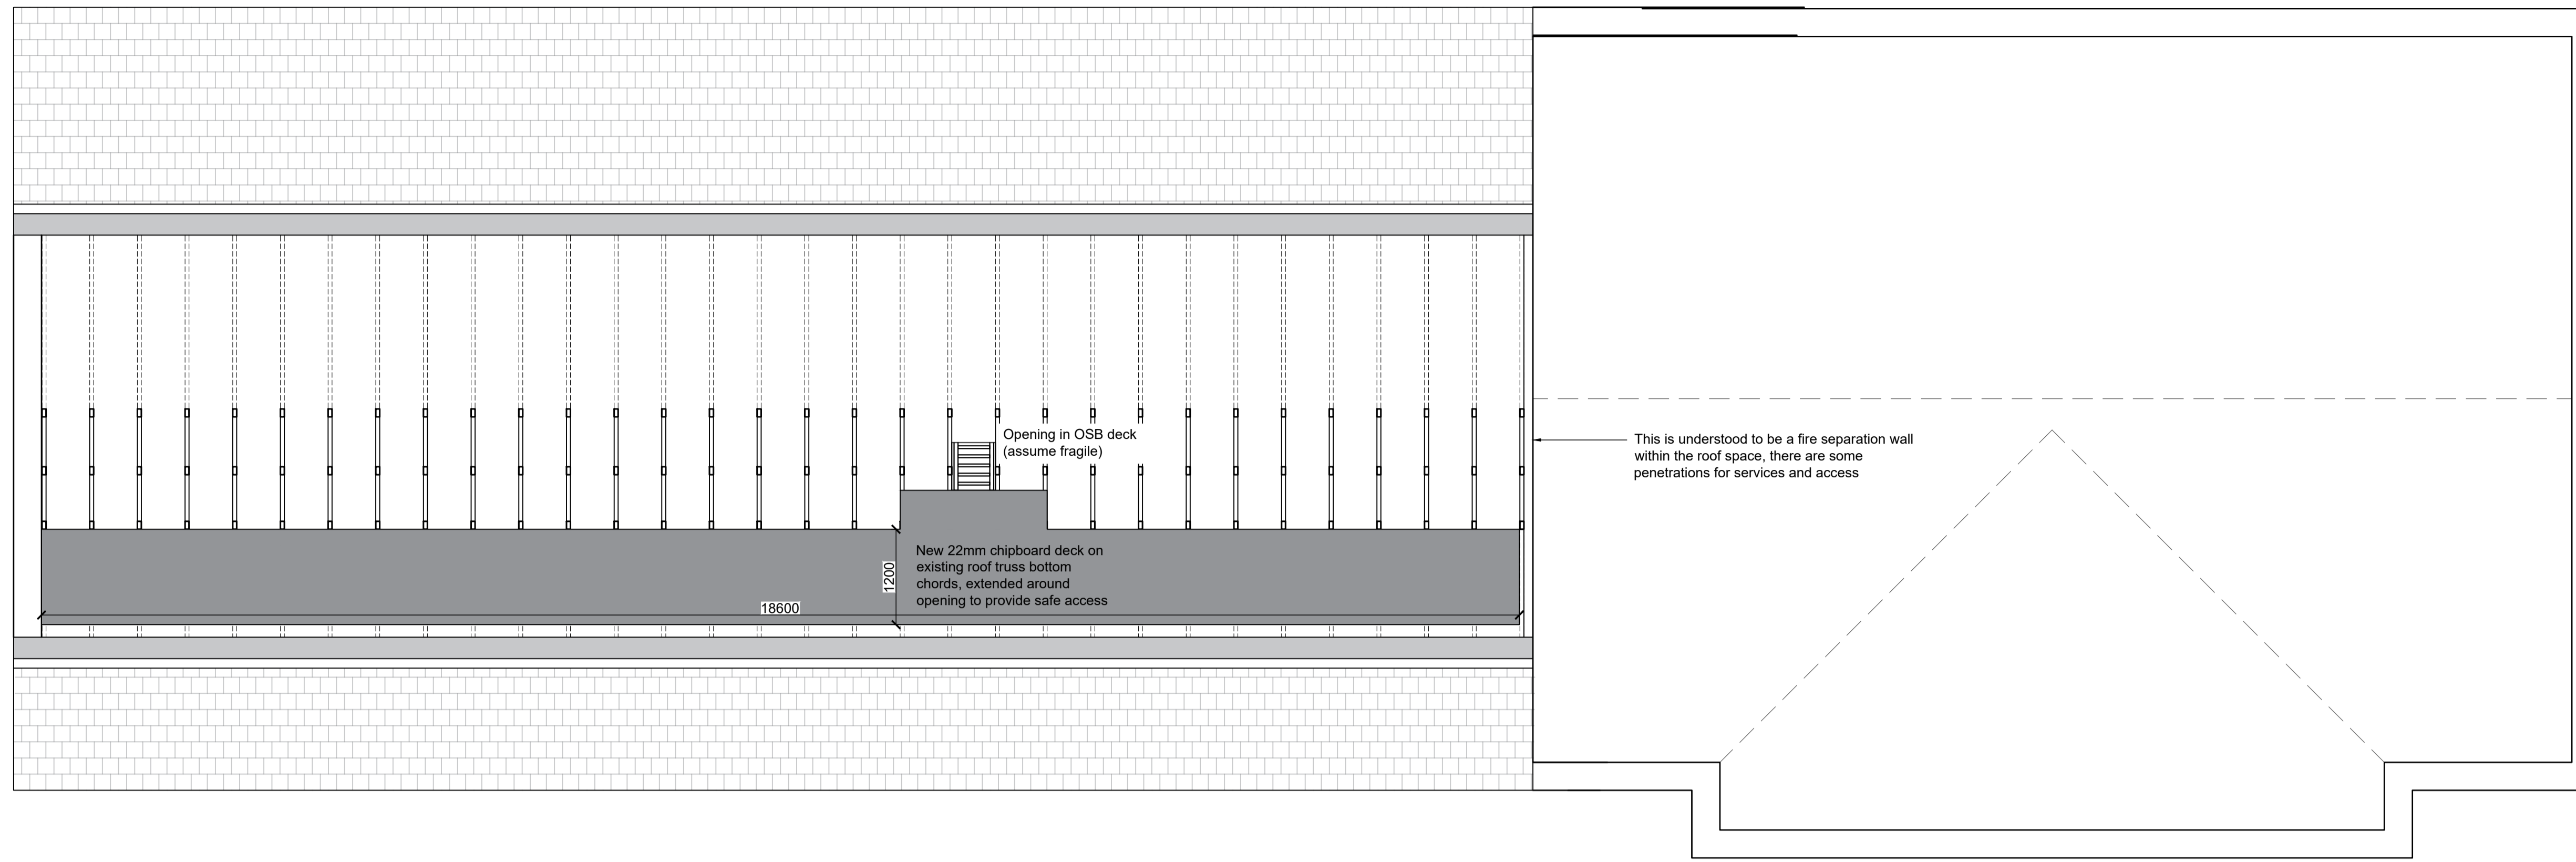 Opening in OSB deck
(assume fragile)
This is understood to be a fire separation wall
within the roof space, there are some
penetrations for services and access
New 22mm chipboard deck on
existing roof truss bottom
chords, extended around
opening to provide safe access
1200
18600